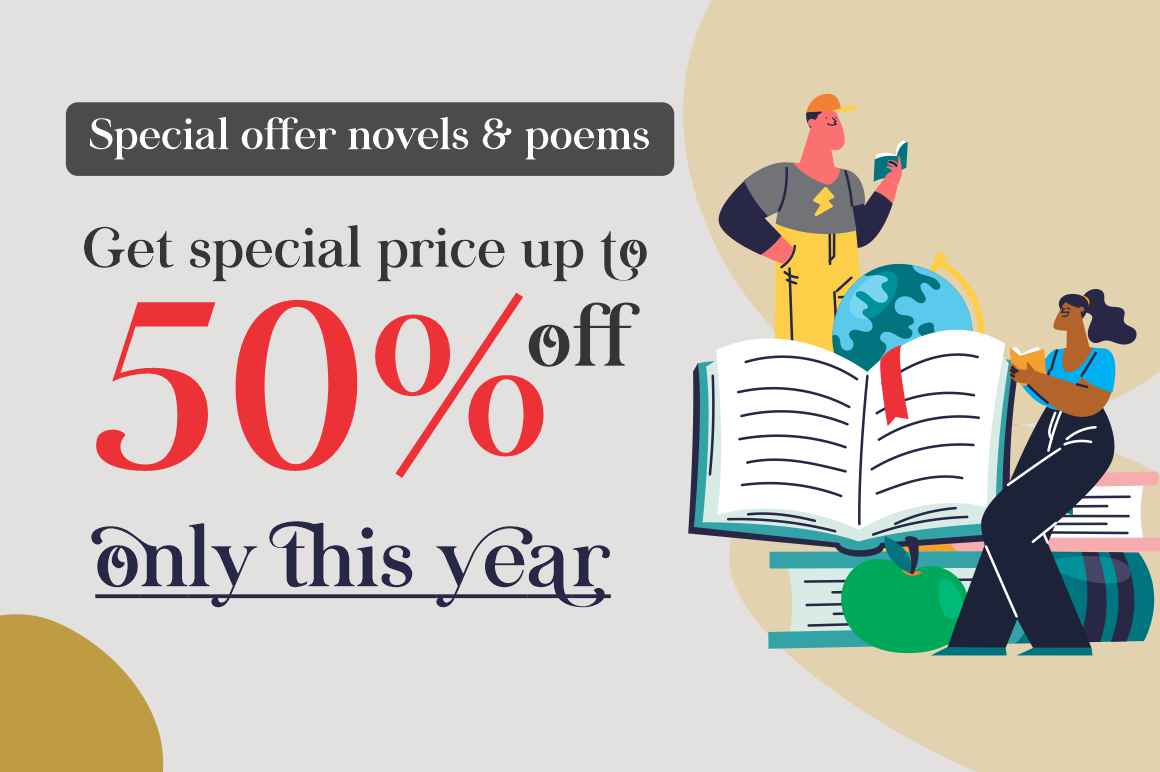 Special offer novels & poems
Get special price up to
50% off
only this year